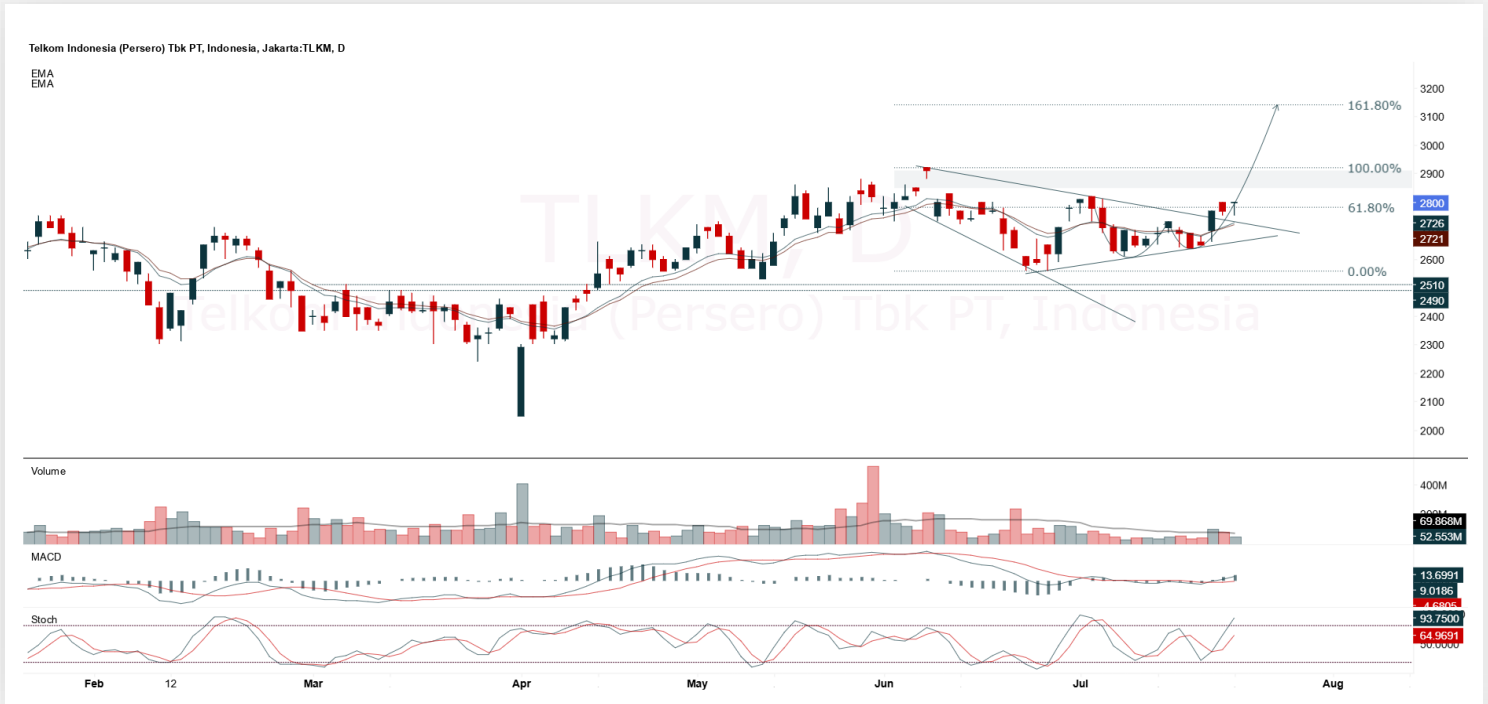 Telkom Indonesia (Persero) Tbk PT, Indonesia, Jakarta:TLKM, D
EMA
EMA
TLKM, D
Telkom Indonesia (Persero) Tbk PT, Indonesia
161.80%
100.00%
61.80%
0.00%
3200
3100
3000
2900
2800
2726
2721
2600
2510
2490
2400
2300
2200
2100
2000
Volume
400M
200M
69.868M
52.553M
MACD
13.6991
9.0186
4.6805
Stoch
93.7500
64.9691
50.0000
Feb 12 Mar Apr May Jun Jul Aug